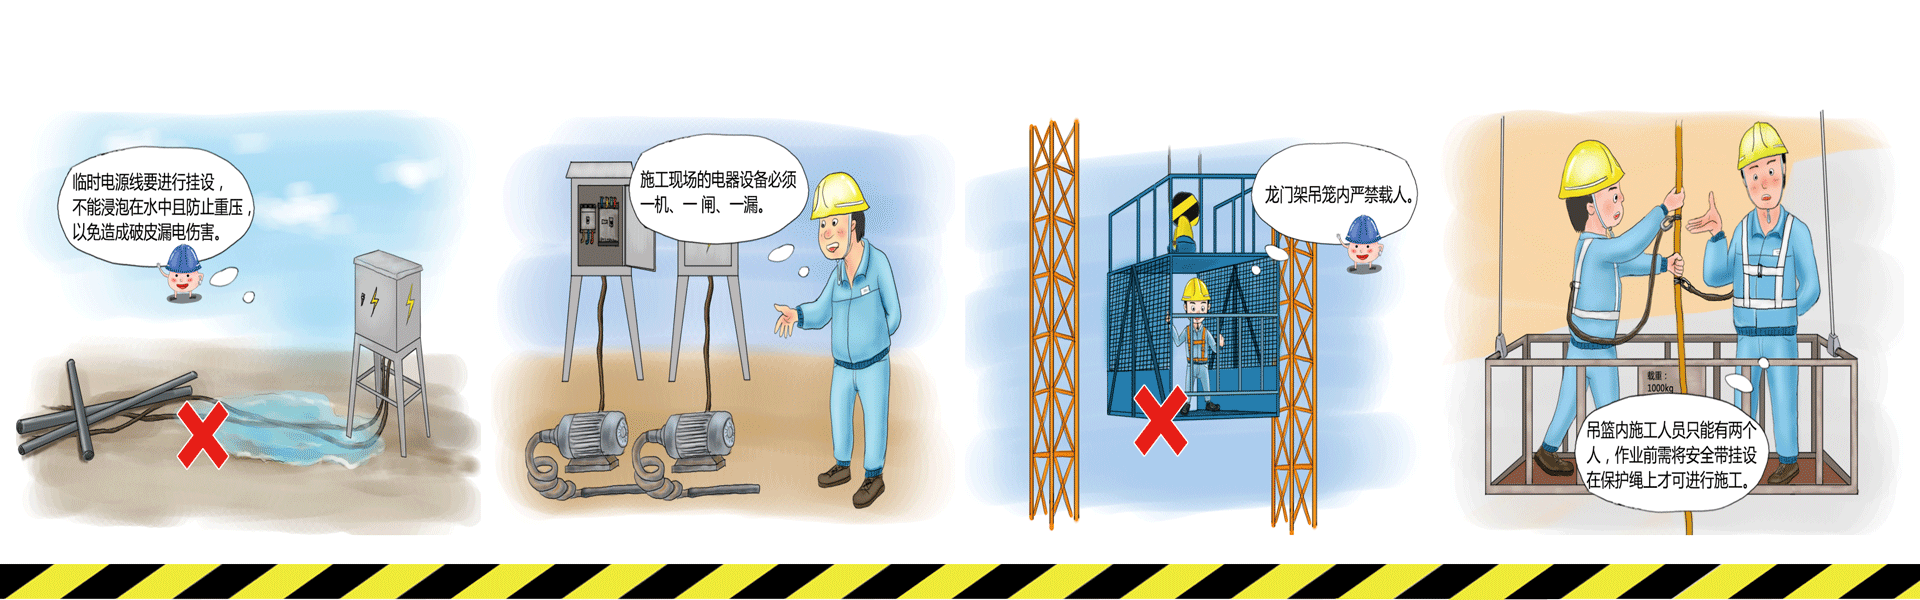 临时电源线要进行挂设，
不能浸泡在水中且防止重压，
以免造成破皮漏电伤害。
施工现场的电器设备必须
一机、一 闸、一漏。
龙门架吊笼内严禁载人。
载重：
1000kg
吊篮内施工人员只能有两个
人，作业前需将安全带挂设
在保护绳上才可进行施工。